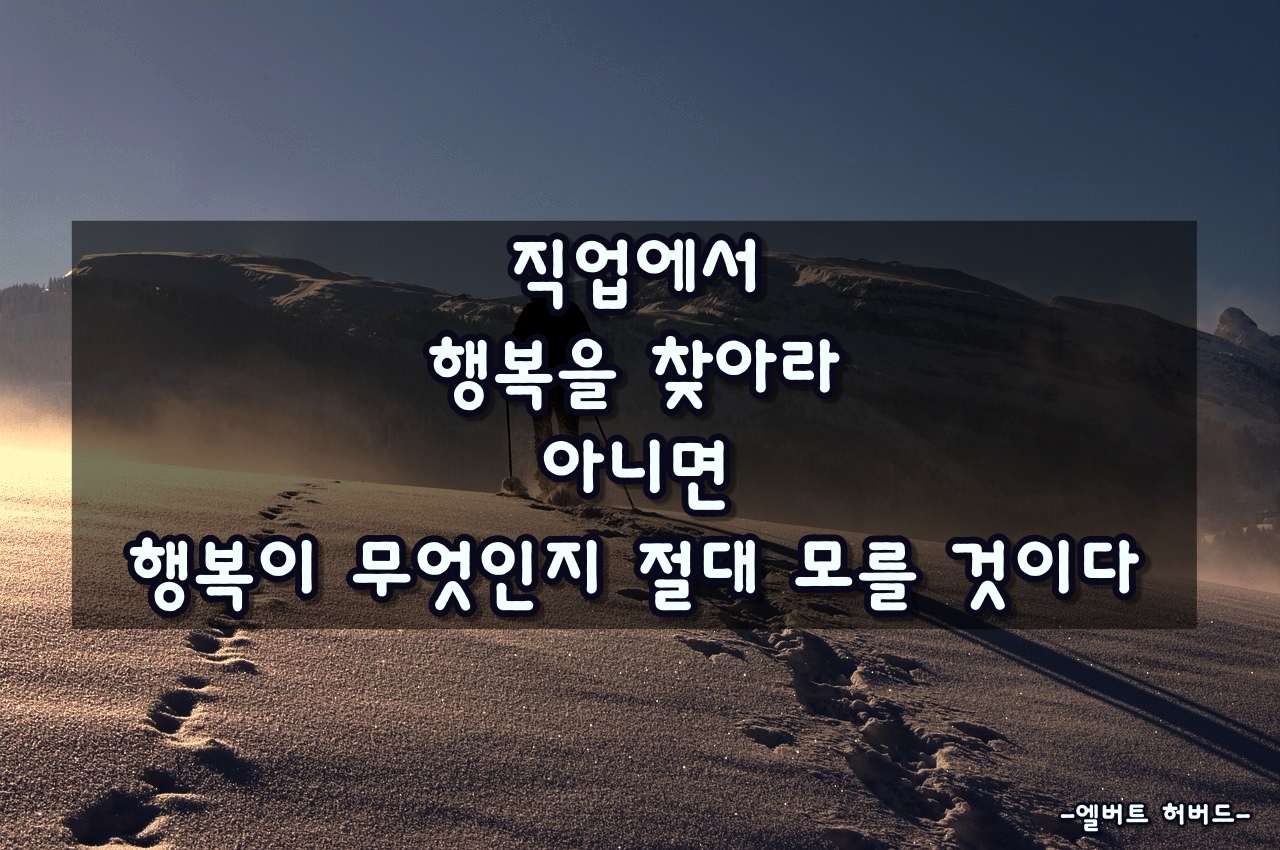 직업에서
행복을 찾아라
아니면
행복이 무엇인지 절대 모를 것이다
-엘버트 허버드-